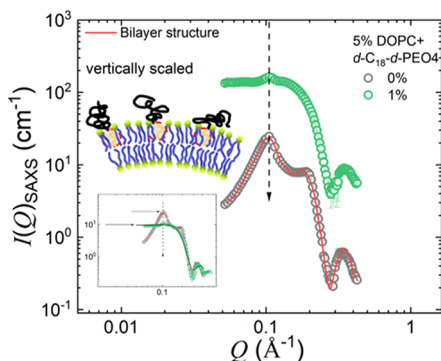 10³
10²
10¹
10⁰
10⁻¹
I(Q)SAXS (cm⁻¹)
Bilayer structure
vertically scaled
5% DOPC+
d-C₁₈-d-PEO4-
0%
1%
10¹
10⁰
0.1
0.01
0.1
1
Q (Å⁻¹)